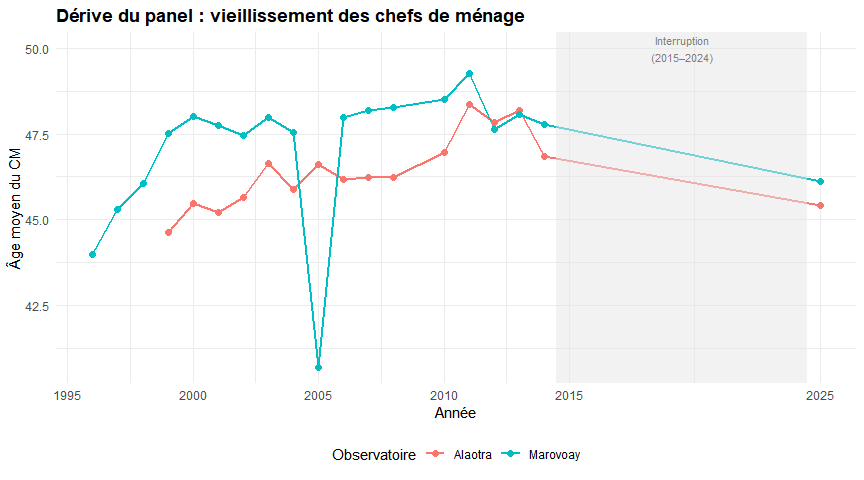 Dérive du panel : vieillissement des chefs de ménage
Interruption
(2015–2024)
50.0
47.5
45.0
42.5
Âge moyen du CM
1995
2000
2005
2010
2015
2025
Année
Observatoire
Alaotra
Marovoay